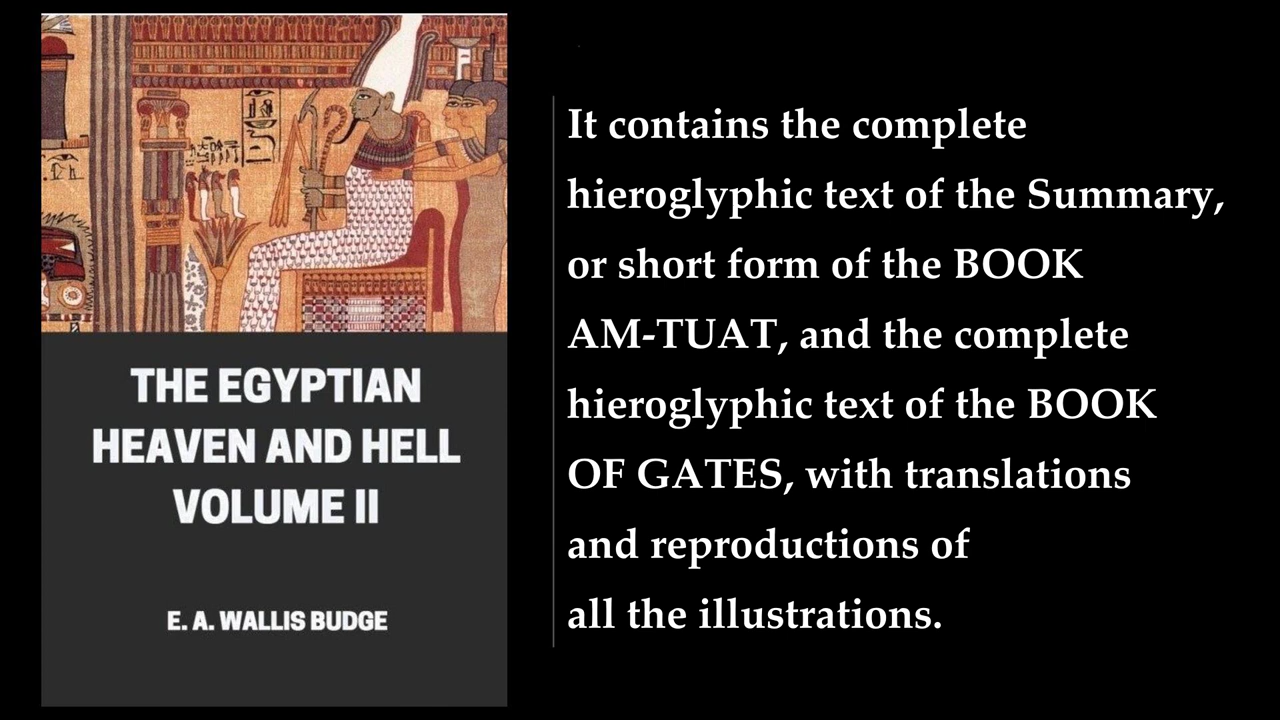 THE EGYPTIAN
HEAVEN AND HELL
VOLUME II
E. A. WALLIS BUDGE
It contains the complete
hieroglyphic text of the Summary,
or short form of the BOOK
AM-TUAT, and the complete
hieroglyphic text of the BOOK
OF GATES, with translations
and reproductions of
all the illustrations.